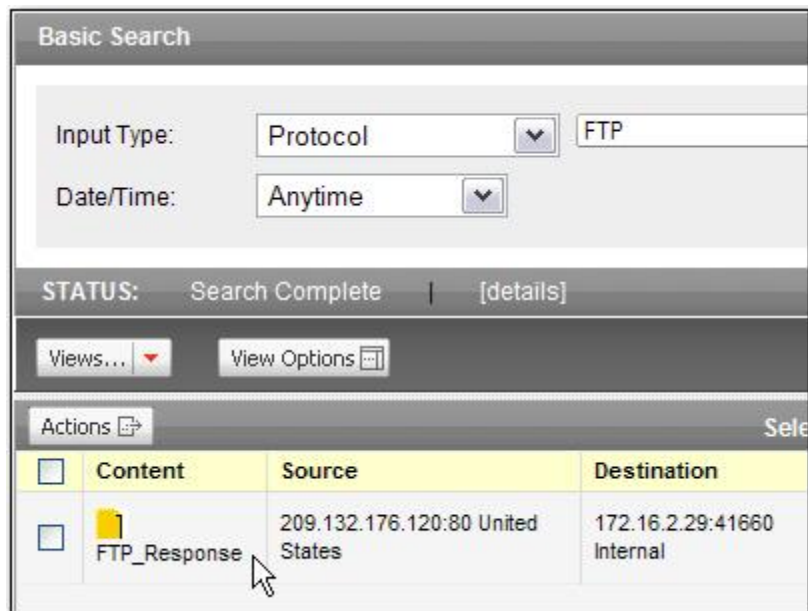 Basic Search
Input Type: Protocol FTP
Date/Time: Anytime
STATUS: Search Complete | [details]
Views... View Options
Actions Sele
Content Source Destination
FTP_Response 209.132.176.120:80 United States 172.16.2.29:41660 Internal